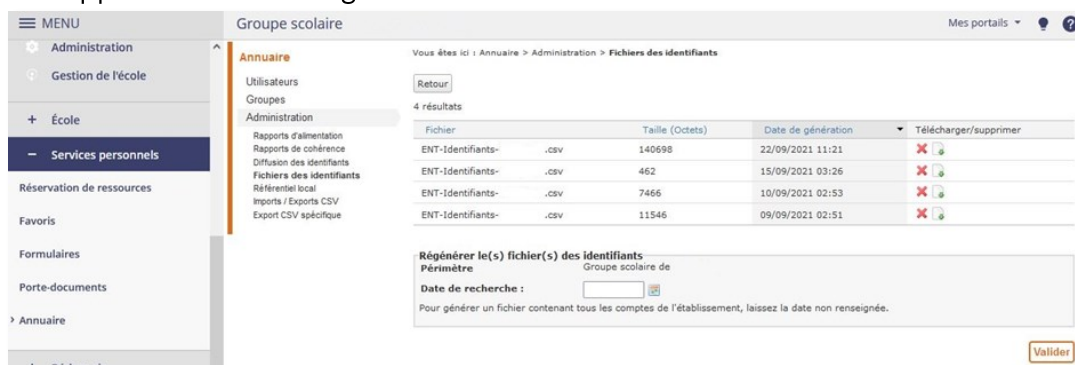 MENU
Groupe scolaire
Mes portails
Administration
Gestion de l'école
+ École
− Services personnels
Réservation de ressources
Favoris
Formulaires
Porte-documents
> Annuaire
Annuaire
Utilisateurs
Groupes
Administration
Rapports d'alimentation
Rapports de cohérence
Diffusion des identifiants
Fichiers des identifiants
Référentiel local
Imports / Exports CSV
Export CSV spécifique
Vous êtes ici : Annuaire > Administration > Fichiers des identifiants
Retour
4 résultats
Fichier Taille (Octets) Date de génération Télécharger/supprimer
ENT-Identifiants- .csv 140698 22/09/2021 11:21
ENT-Identifiants- .csv 462 15/09/2021 03:26
ENT-Identifiants- .csv 7466 10/09/2021 02:53
ENT-Identifiants- .csv 11546 09/09/2021 02:51
Régénérer le(s) fichier(s) des identifiants
Périmètre Groupe scolaire de
Date de recherche :
Pour générer un fichier contenant tous les comptes de l'établissement, laissez la date non renseignée.
Valider